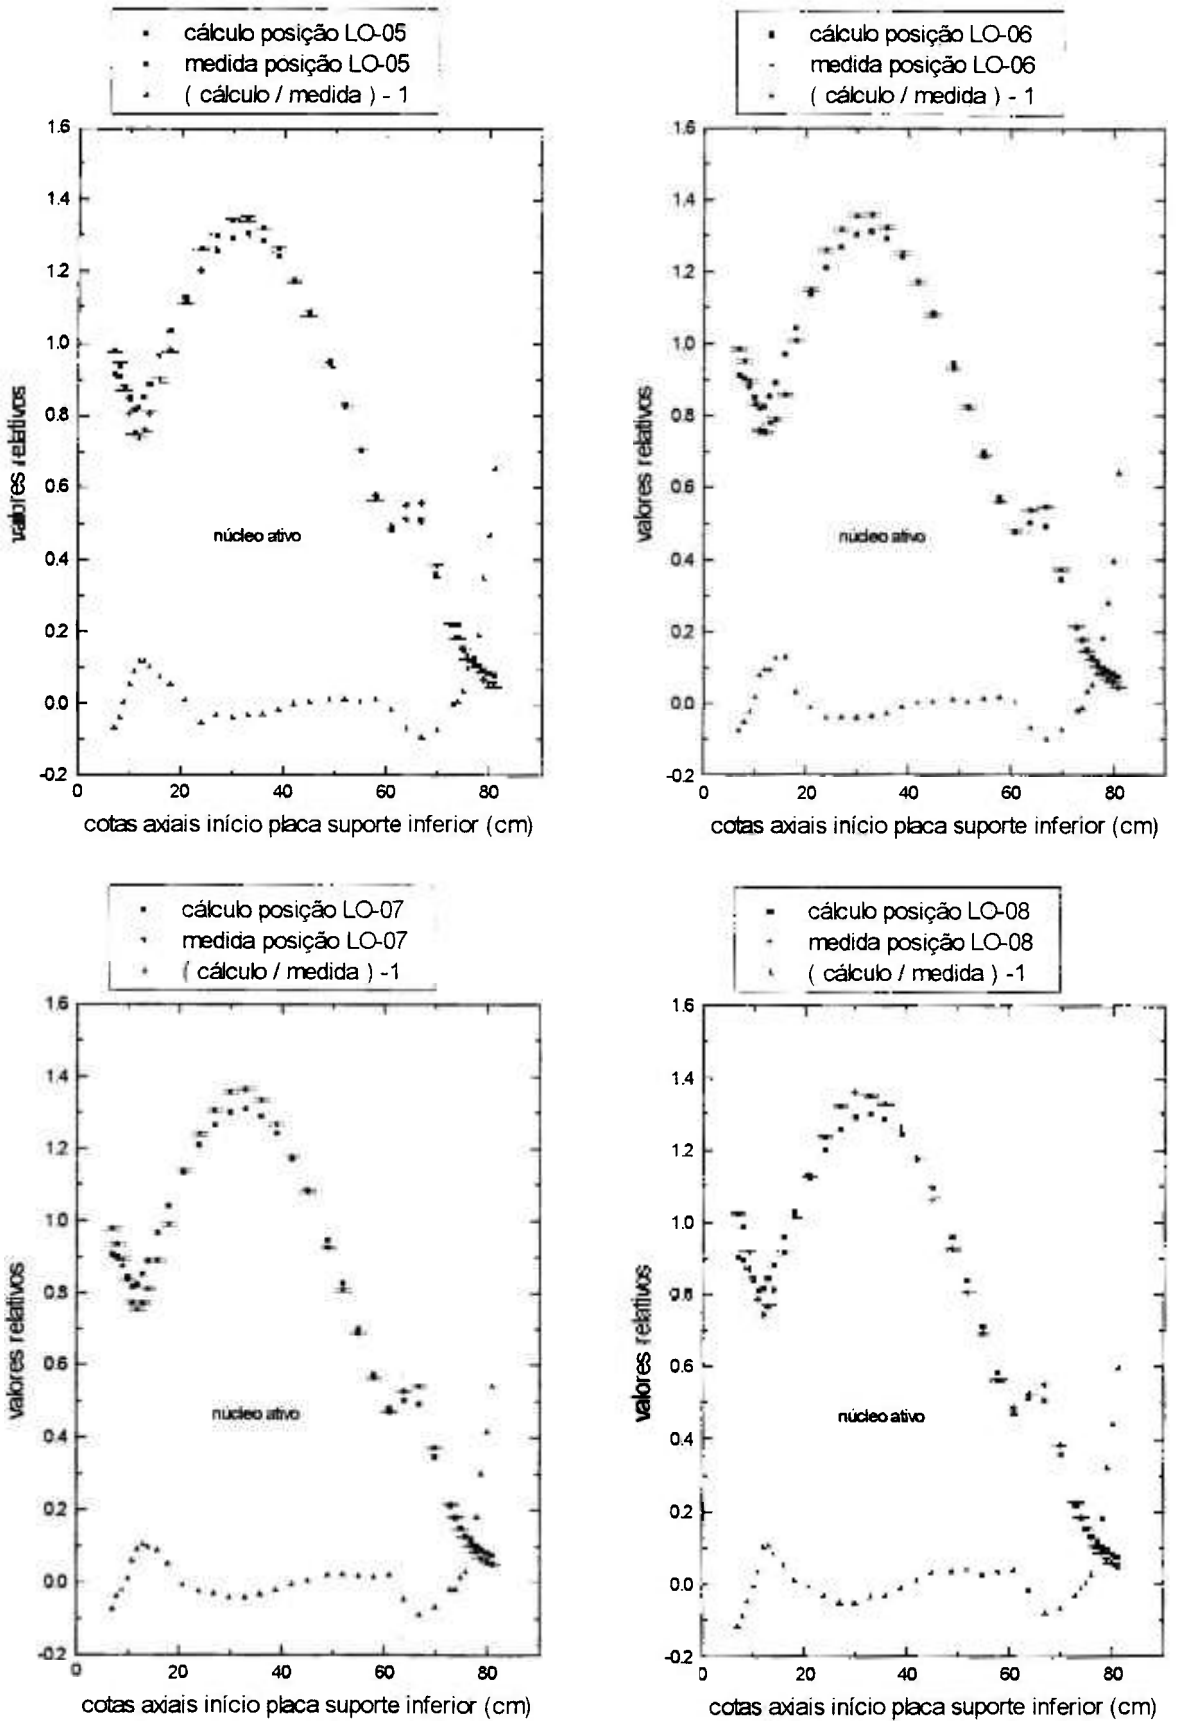 cálculo posição LO-05
medida posição LO-05
( cálculo / medida ) - 1
1.6
1.4
1.2
1.0
0.8
0.6
0.4
0.2
0.0
-0.2
valores relativos
núcleo ativo
0 20 40 60 80
cotas axiais início placa suporte inferior (cm)
cálculo posição LO-06
medida posição LO-06
( cálculo / medida ) - 1
1.6
1.4
1.2
1.0
0.8
0.6
0.4
0.2
0.0
-0.2
valores relativos
núcleo ativo
0 20 40 60 80
cotas axiais início placa suporte inferior (cm)
cálculo posição LO-07
medida posição LO-07
( cálculo / medida ) -1
1.6
1.4
1.2
1.0
0.8
0.6
0.4
0.2
0.0
-0.2
valores relativos
núcleo ativo
0 20 40 60 80
cotas axiais início placa suporte inferior (cm)
cálculo posição LO-08
medida posição LO-08
( cálculo / medida ) -1
1.6
1.4
1.2
1.0
0.8
0.6
0.4
0.2
0.0
-0.2
valores relativos
núcleo ativo
0 20 40 60 80
cotas axiais início placa suporte inferior (cm)